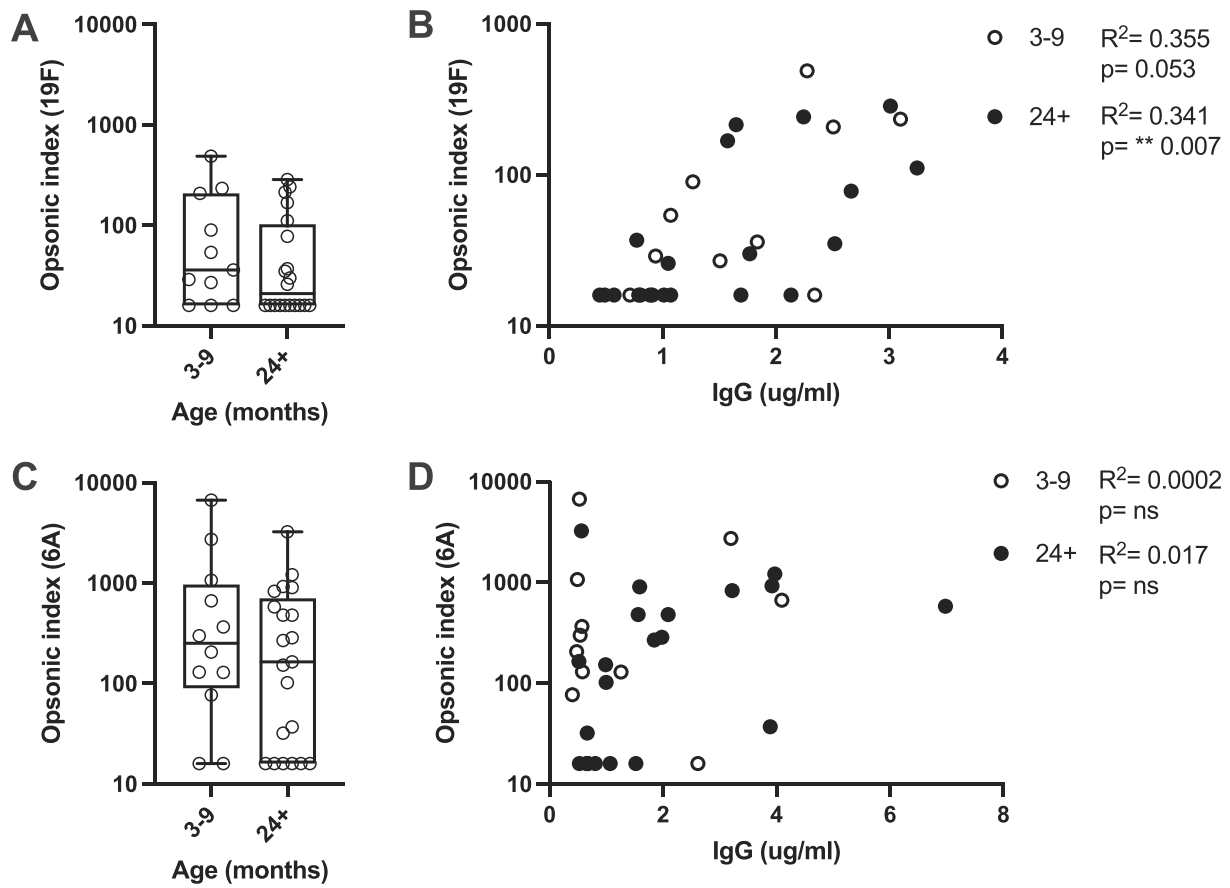 A
Opsonic index (19F)
10000
1000
100
10
3-9
24+
Age (months)
B
Opsonic index (19F)
1000
100
10
0
1
2
3
4
IgG (ug/ml)
3-9 R²= 0.355
p= 0.053
24+ R²= 0.341
p= ** 0.007
C
Opsonic index (6A)
10000
1000
100
10
3-9
24+
Age (months)
D
Opsonic index (6A)
10000
1000
100
10
0
2
4
6
8
IgG (ug/ml)
3-9 R²= 0.0002
p= ns
24+ R²= 0.017
p= ns